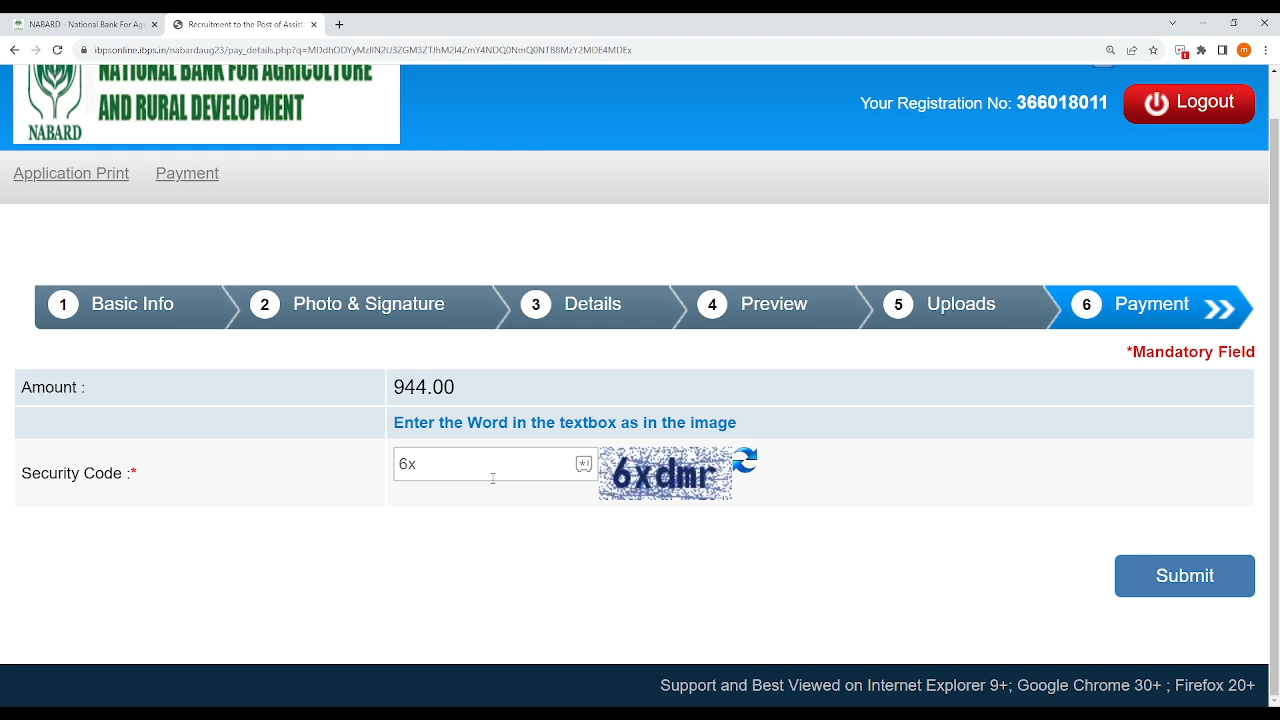 NABARD - National Bank For Agr
Recruitment to the Post of Assist
ibpsonline.ibps.in/nabardaug23/pay_details.php?q=MDdhODYyMzIlN2U3ZGM3ZTJhM2I4ZmY4NDQ0NmQ0NTB8MzY2MDE4MDEx
NATIONAL BANK FOR AGRICULTURE
AND RURAL DEVELOPMENT
NABARD
Your Registration No: 366018011
Logout
Application Print
Payment
1 Basic Info
2 Photo & Signature
3 Details
4 Preview
5 Uploads
6 Payment
*Mandatory Field
Amount :
944.00
Enter the Word in the textbox as in the image
Security Code :*
6x
6xdmr
Submit
Support and Best Viewed on Internet Explorer 9+; Google Chrome 30+ ; Firefox 20+